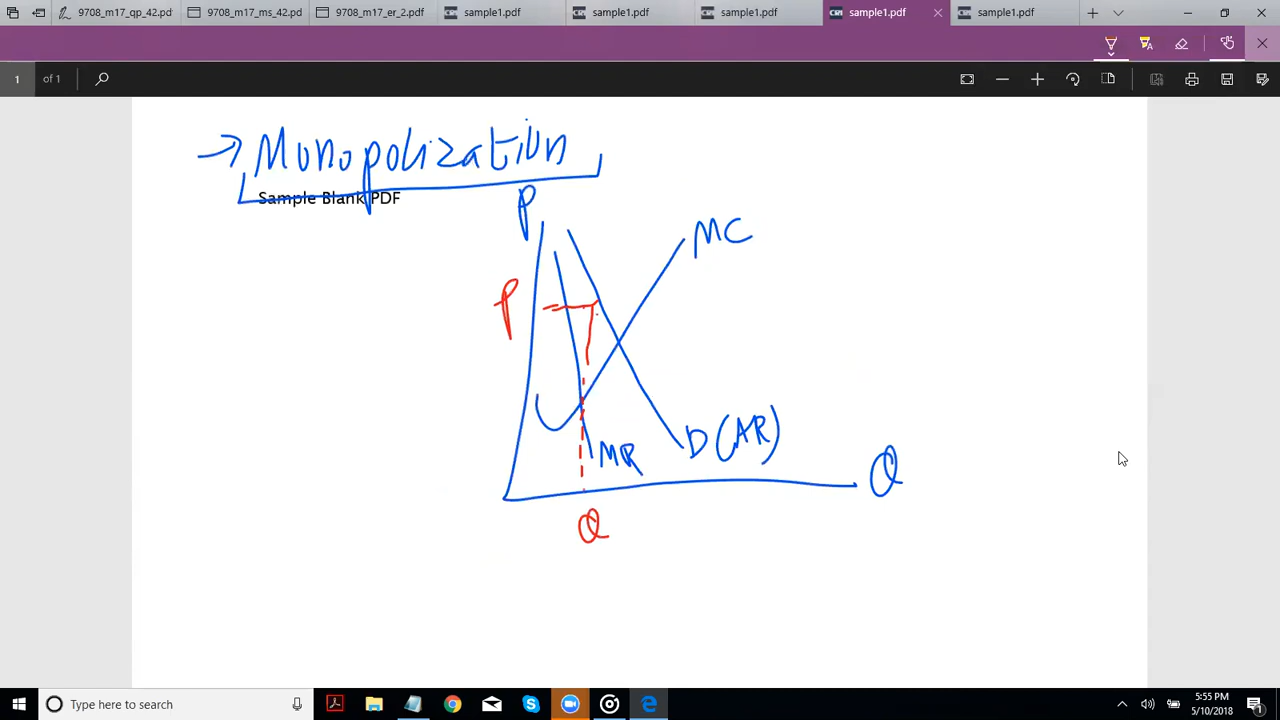 9708_m17_qp_42.pd
9708_m17_ms_42.pd
9708_m17_er_2.pdf
sample1.pdf
sample1.pdf
sample1.pdf
sample1.pdf
sample1.pdf
1
of 1
→ Monopolization
Sample Blank PDF
P
MC
P
D(AR)
MR
Q
Q
Type here to search
5:55 PM
5/10/2018